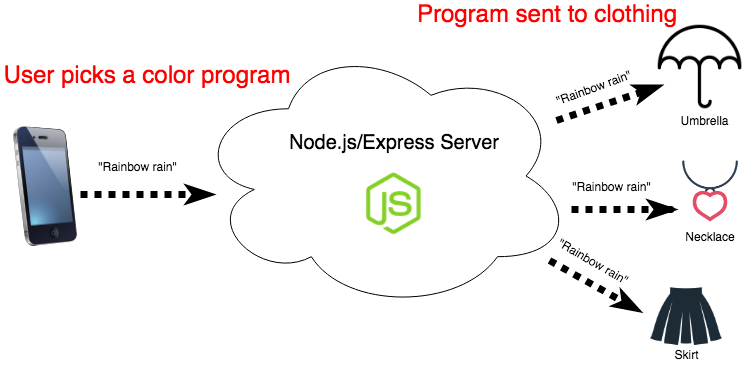 Program sent to clothing
User picks a color program
"Rainbow rain"
Umbrella
Node.js/Express Server
"Rainbow rain"
JS
"Rainbow rain"
Necklace
"Rainbow rain"
Skirt